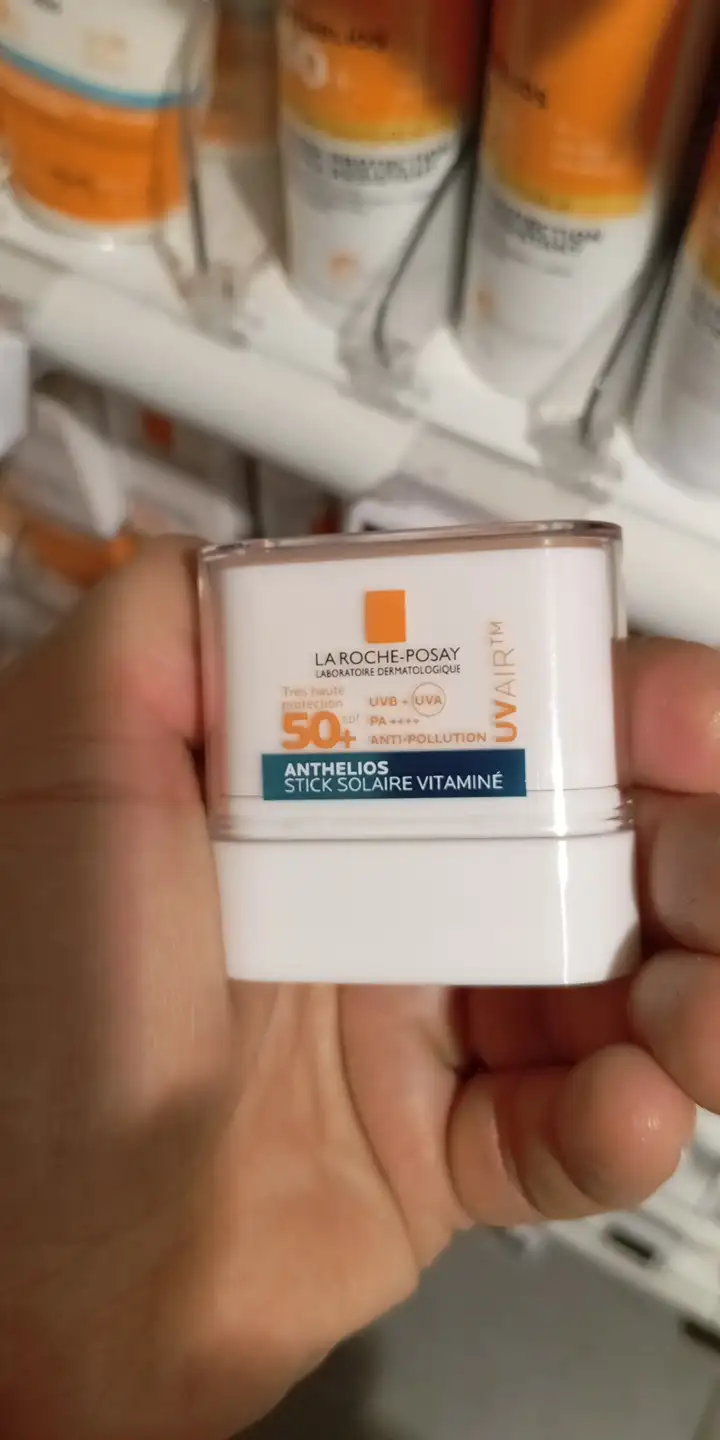 LA ROCHE-POSAY
LABORATOIRE DERMATOLOGIQUE
Très haute
protection
50+ SPF
UVB + UVA
PA ++++
ANTI-POLLUTION
UVAIR™
ANTHELIOS
STICK SOLAIRE VITAMINÉ